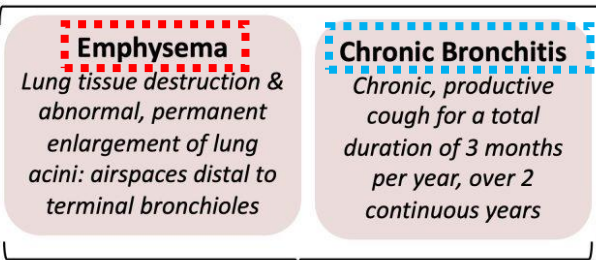 Emphysema
Lung tissue destruction &
abnormal, permanent
enlargement of lung
acini: airspaces distal to
terminal bronchioles
Chronic Bronchitis
Chronic, productive
cough for a total
duration of 3 months
per year, over 2
continuous years